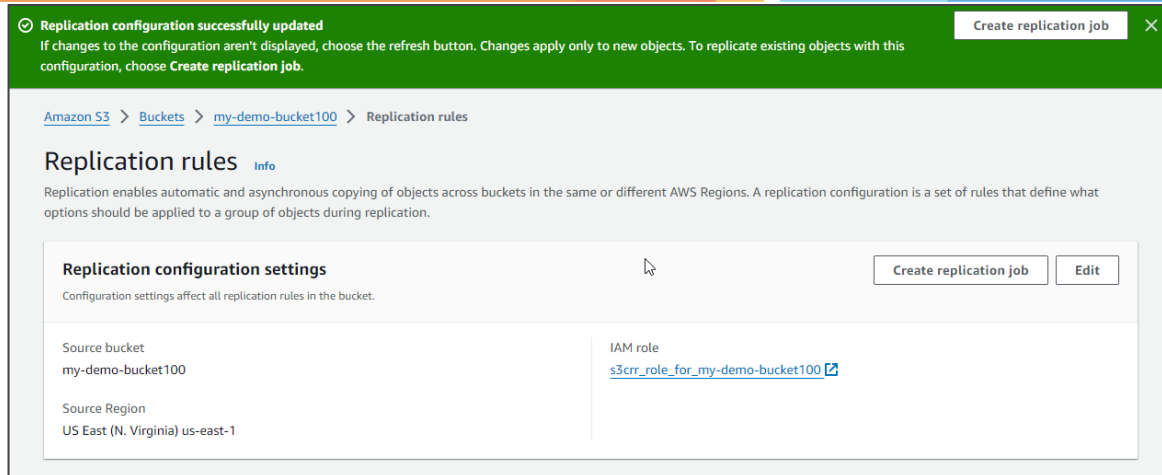 Replication configuration successfully updated
Create replication job
If changes to the configuration aren't displayed, choose the refresh button. Changes apply only to new objects. To replicate existing objects with this
configuration, choose Create replication job.
Amazon S3 > Buckets > my-demo-bucket100 > Replication rules
Replication rules Info
Replication enables automatic and asynchronous copying of objects across buckets in the same or different AWS Regions. A replication configuration is a set of rules that define what
options should be applied to a group of objects during replication.
Replication configuration settings
Create replication job
Edit
Configuration settings affect all replication rules in the bucket.
Source bucket
my-demo-bucket100
IAM role
s3crr_role_for_my-demo-bucket100
Source Region
US East (N. Virginia) us-east-1